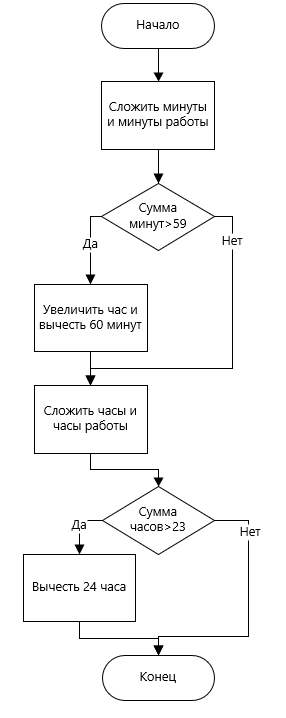 Начало
Сложить минуты
и минуты работы
Сумма
минут>59
Да
Нет
Увеличить час и
вычесть 60 минут
Сложить часы и
часы работы
Сумма
часов>23
Да
Нет
Вычесть 24 часа
Конец